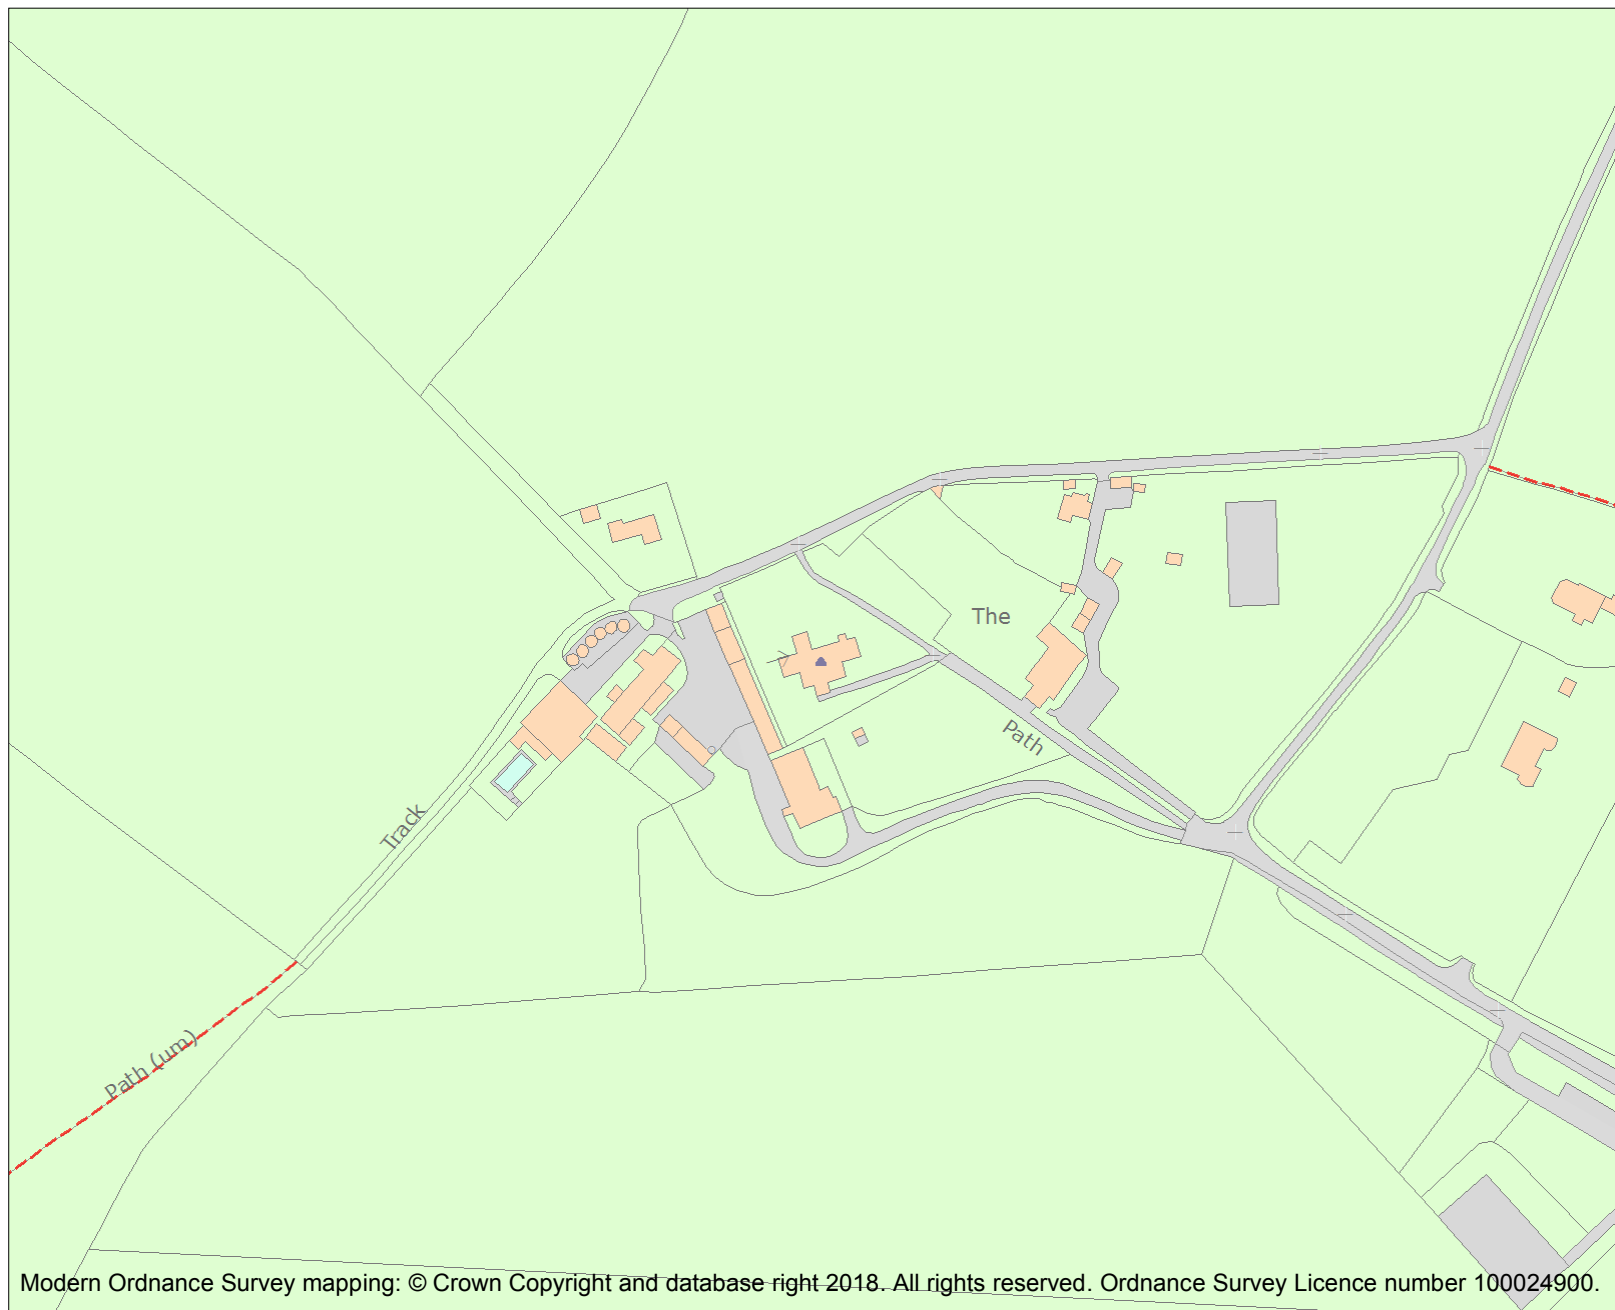 The
Path
Track
Path (um)
Modern Ordnance Survey mapping: © Crown Copyright and database right 2018. All rights reserved. Ordnance Survey Licence number 100024900.